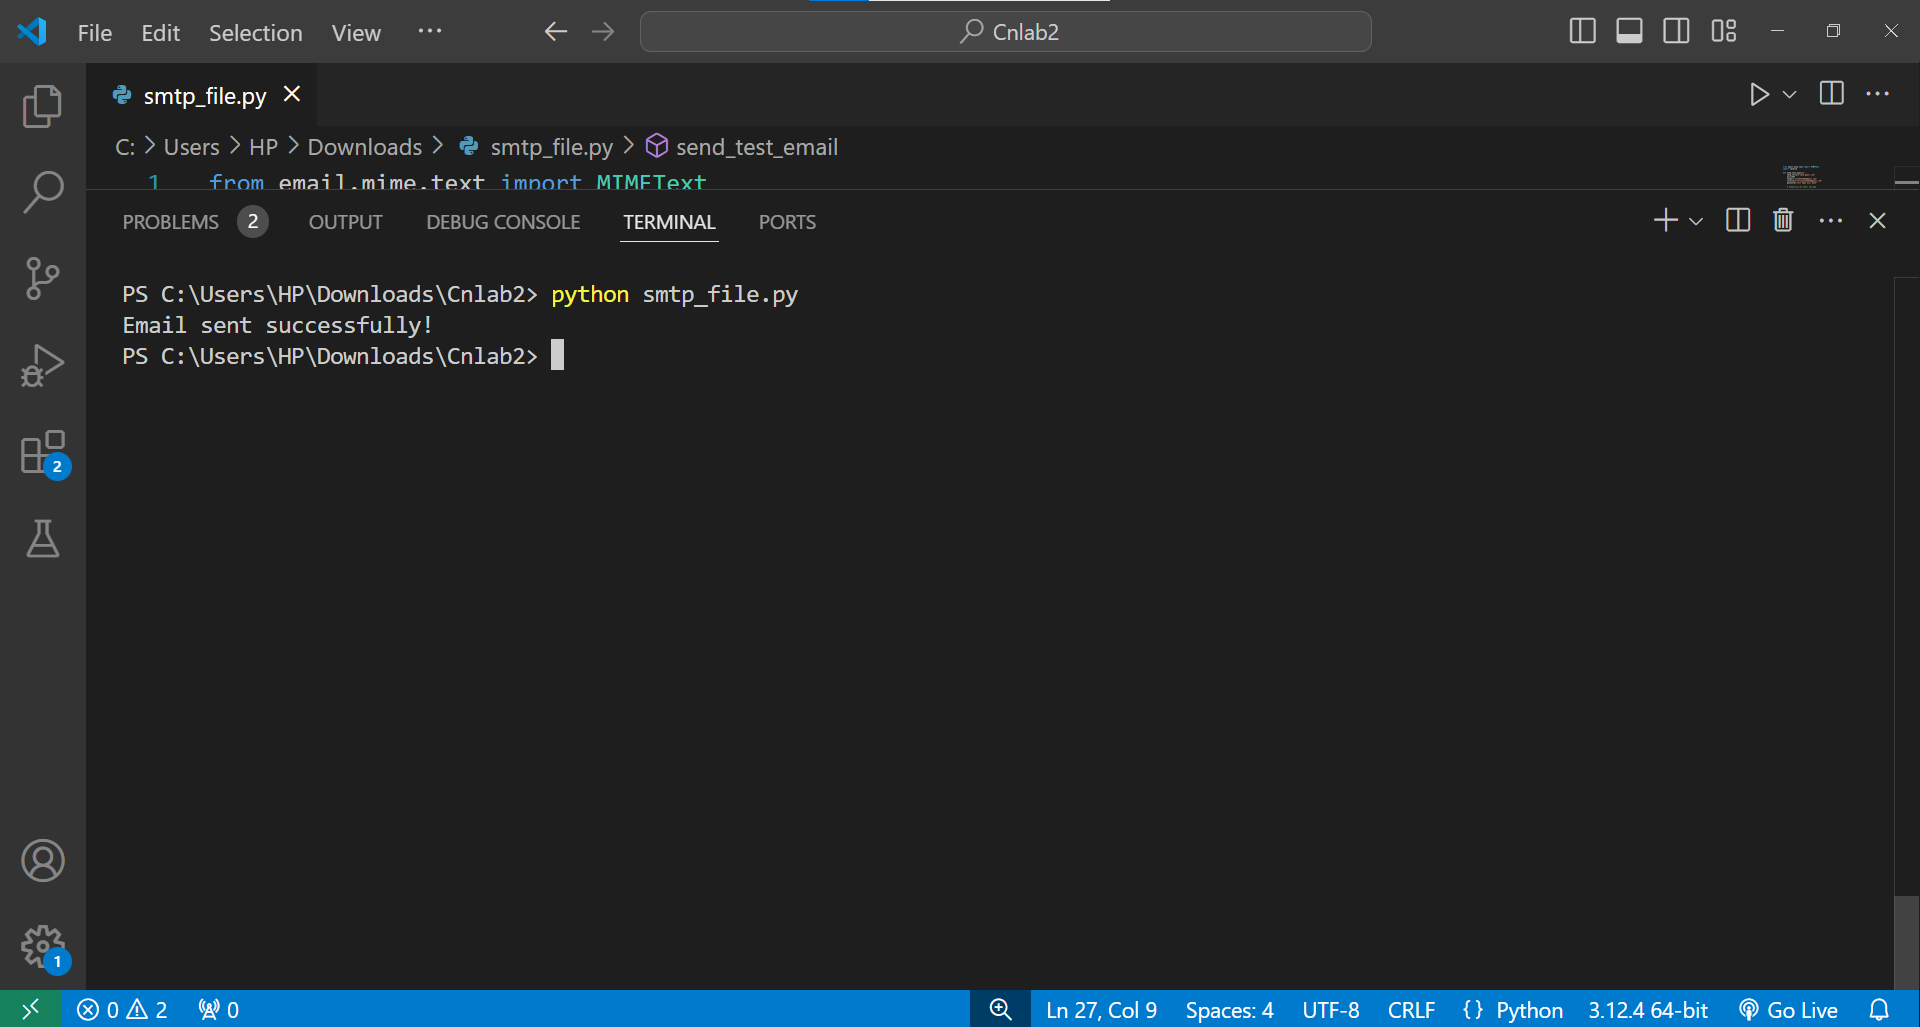 File Edit Selection View ··· Cnlab2
smtp_file.py
C: > Users > HP > Downloads > smtp_file.py > send_test_email
1 from email.mime.text import MIMEText
PROBLEMS 2 OUTPUT DEBUG CONSOLE TERMINAL PORTS
PS C:\Users\HP\Downloads\Cnlab2> python smtp_file.py
Email sent successfully!
PS C:\Users\HP\Downloads\Cnlab2>
2
1
0 2 0 Ln 27, Col 9 Spaces: 4 UTF-8 CRLF {} Python 3.12.4 64-bit Go Live